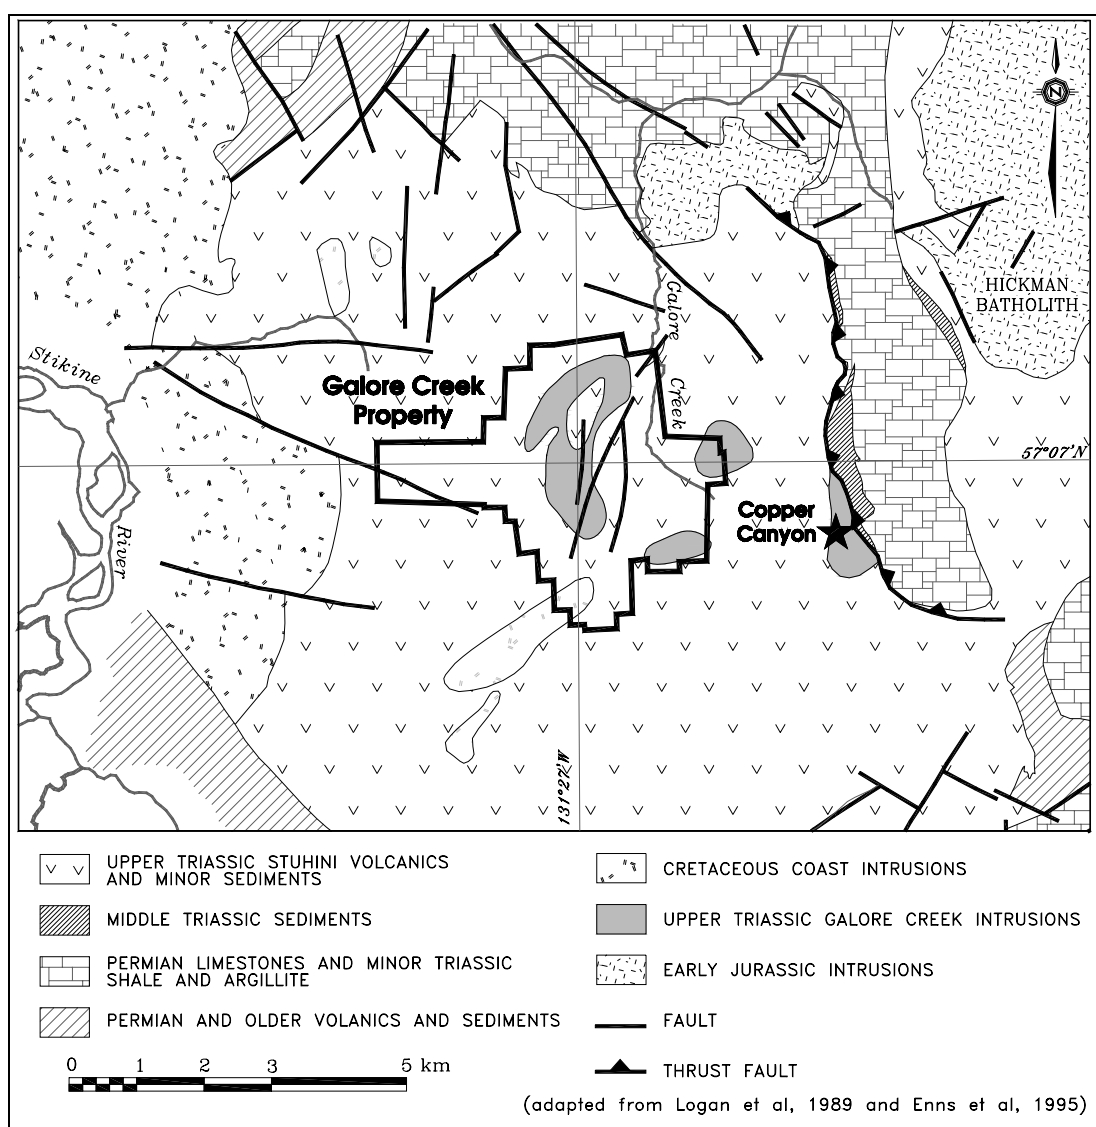 N
HICKMAN
BATHOLITH
Galore
Creek
Stikine
River
Galore Creek
Property
57°07'N
Copper
Canyon
131°27'W
UPPER TRIASSIC STUHINI VOLCANICS
AND MINOR SEDIMENTS
MIDDLE TRIASSIC SEDIMENTS
PERMIAN LIMESTONES AND MINOR TRIASSIC
SHALE AND ARGILLITE
PERMIAN AND OLDER VOLANICS AND SEDIMENTS
0 1 2 3 5 km
CRETACEOUS COAST INTRUSIONS
UPPER TRIASSIC GALORE CREEK INTRUSIONS
EARLY JURASSIC INTRUSIONS
FAULT
THRUST FAULT
(adapted from Logan et al, 1989 and Enns et al, 1995)